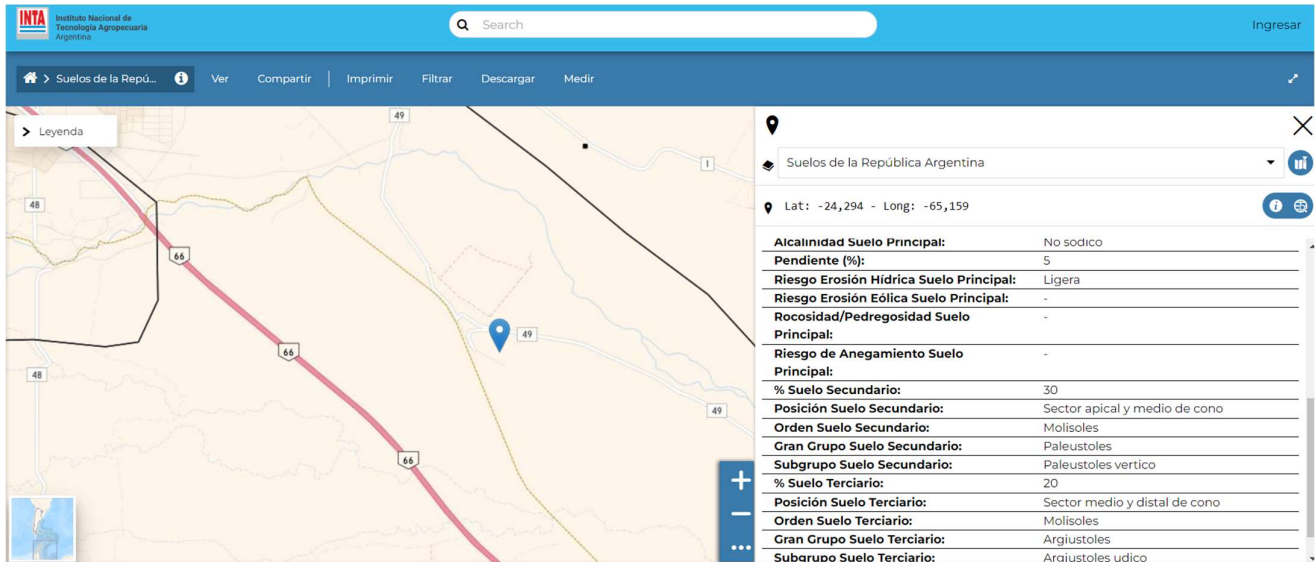 INTA
Instituto Nacional de
Tecnología Agropecuaria
Argentina
Search
Ingresar
Suelos de la Repú...
Ver
Compartir
Imprimir
Filtrar
Descargar
Medir
Leyenda
49
1
48
66
49
66
48
49
66
Suelos de la República Argentina
Lat: -24,294 - Long: -65,159
Alcalinidad Suelo Principal: No sódico
Pendiente (%): 5
Riesgo Erosión Hídrica Suelo Principal: Ligera
Riesgo Erosión Eólica Suelo Principal: -
Rocosidad/Pedregosidad Suelo -
Principal:
Riesgo de Anegamiento Suelo -
Principal:
% Suelo Secundario: 30
Posición Suelo Secundario: Sector apical y medio de cono
Orden Suelo Secundario: Molisoles
Gran Grupo Suelo Secundario: Paleustoles
Subgrupo Suelo Secundario: Paleustoles vertico
% Suelo Terciario: 20
Posición Suelo Terciario: Sector medio y distal de cono
Orden Suelo Terciario: Molisoles
Gran Grupo Suelo Terciario: Argiustoles
Subgrupo Suelo Terciario: Argiustoles udico